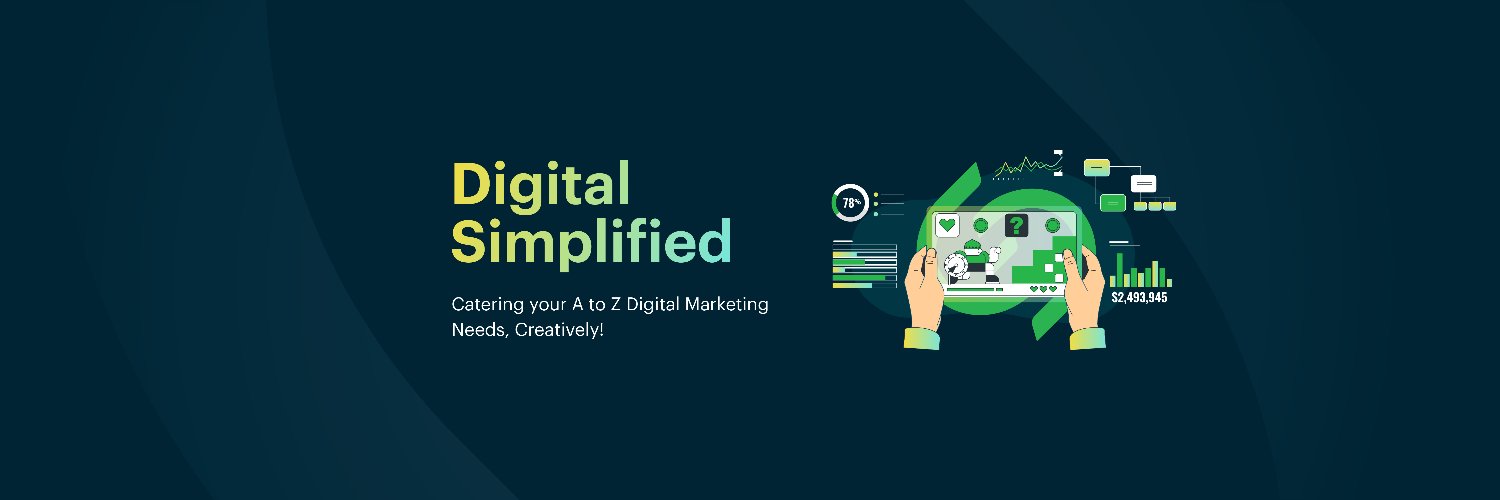 Digital
Simplified
Catering your A to Z Digital Marketing
Needs, Creatively!
78%
?
$2,493,945